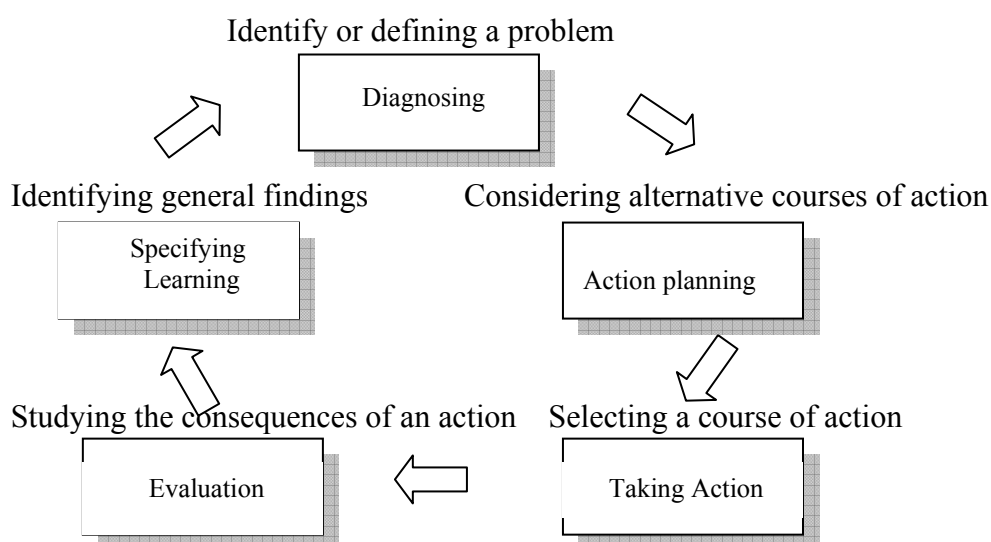 Identify or defining a problem
Diagnosing
Identifying general findings
Considering alternative courses of action
Specifying
Learning
Action planning
Studying the consequences of an action
Selecting a course of action
Evaluation
Taking Action